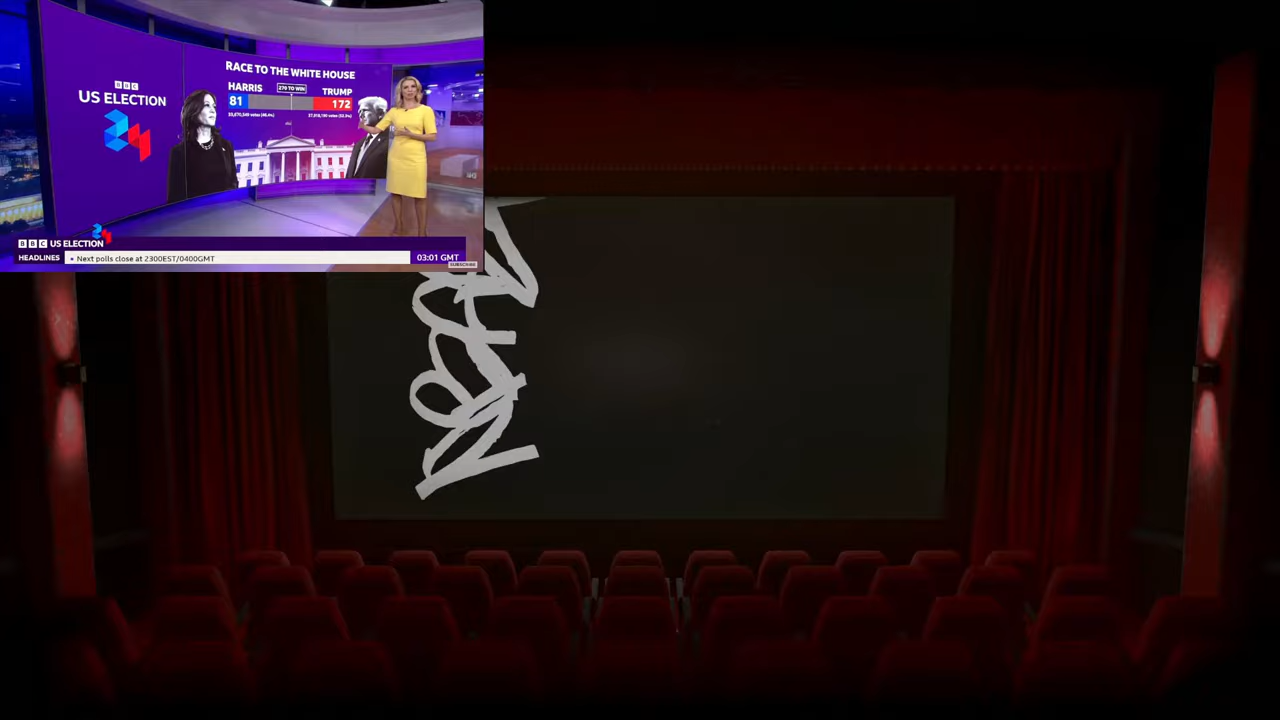 BBC
US ELECTION
RACE TO THE WHITE HOUSE
HARRIS
270 TO WIN
TRUMP
81
172
BBC US ELECTION
HEADLINES
• Next polls close at 2300EST/0400GMT
03:01 GMT
SUBSCRIBE